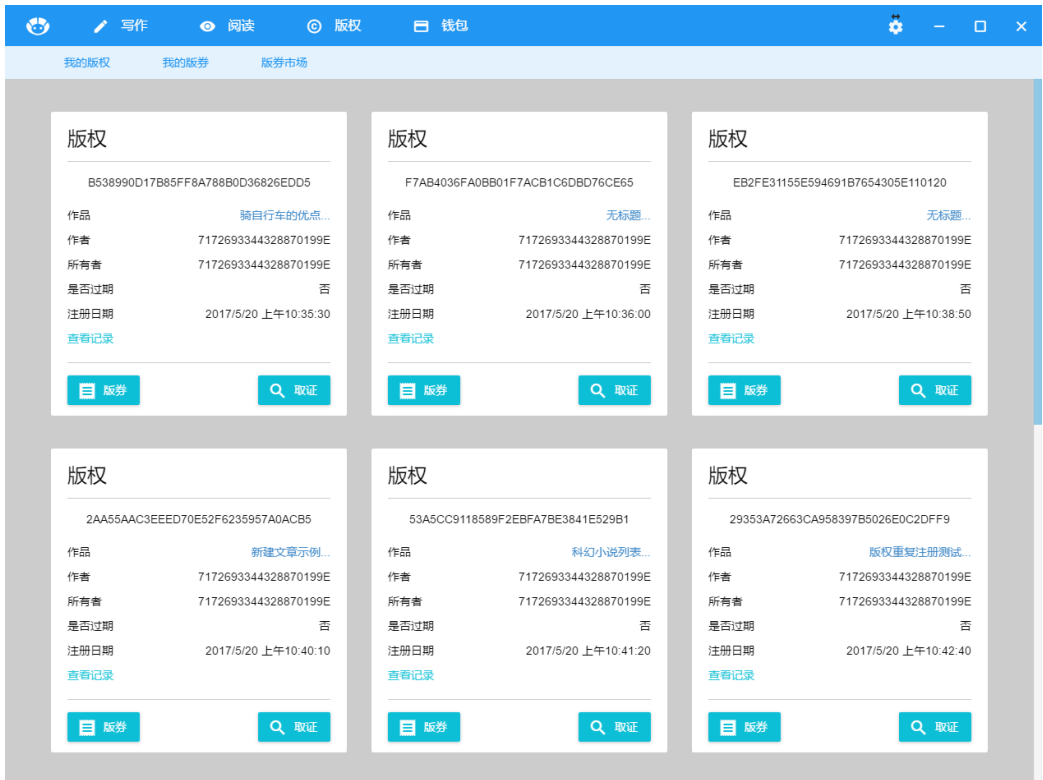 写作 阅读 版权 钱包
我的版权 我的版券 版券市场
版权
B538990D17B85FF8A788B0D36826EDD5
作品 骑自行车的优点...
作者 7172693344328870199E
所有者 7172693344328870199E
是否过期 否
注册日期 2017/5/20 上午10:35:30
查看记录
版券 取证
版权
F7AB4036FA0BB01F7ACB1C6DBD76CE65
作品 无标题...
作者 7172693344328870199E
所有者 7172693344328870199E
是否过期 否
注册日期 2017/5/20 上午10:36:00
查看记录
版券 取证
版权
EB2FE31155E594691B7654305E110120
作品 无标题...
作者 7172693344328870199E
所有者 7172693344328870199E
是否过期 否
注册日期 2017/5/20 上午10:38:50
查看记录
版券 取证
版权
2AA55AAC3EEED70E52F6235957A0ACB5
作品 新建文章示例...
作者 7172693344328870199E
所有者 7172693344328870199E
是否过期 否
注册日期 2017/5/20 上午10:40:10
查看记录
版券 取证
版权
53A5CC9118589F2EBFA7BE3841E529B1
作品 科幻小说列表...
作者 7172693344328870199E
所有者 7172693344328870199E
是否过期 否
注册日期 2017/5/20 上午10:41:20
查看记录
版券 取证
版权
29353A72663CA958397B5026E0C2DFF9
作品 版权重复注册测试...
作者 7172693344328870199E
所有者 7172693344328870199E
是否过期 否
注册日期 2017/5/20 上午10:42:40
查看记录
版券 取证